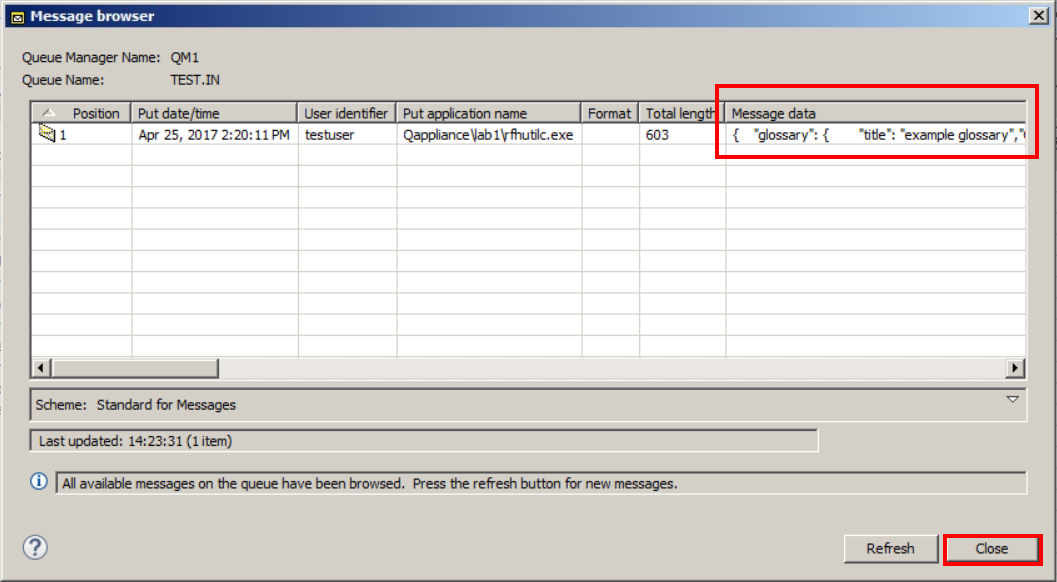 Message browser
Queue Manager Name: QM1
Queue Name: TEST.IN
Position Put date/time User identifier Put application name Format Total length Message data
1 Apr 25, 2017 2:20:11 PM testuser Qappliance\lab1\rfhutilc.exe 603 { "glossary": { "title": "example glossary","
Scheme: Standard for Messages
Last updated: 14:23:31 (1 item)
All available messages on the queue have been browsed. Press the refresh button for new messages.
Refresh Close